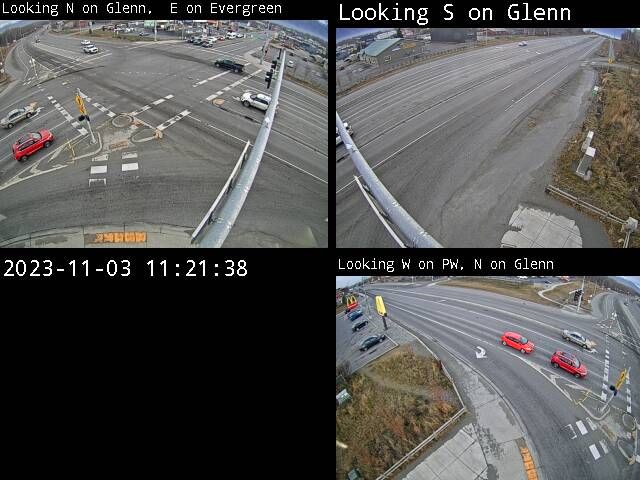 Looking N on Glenn, E on Evergreen
Looking S on Glenn
2023-11-03 11:21:38
Looking W on PW, N on Glenn